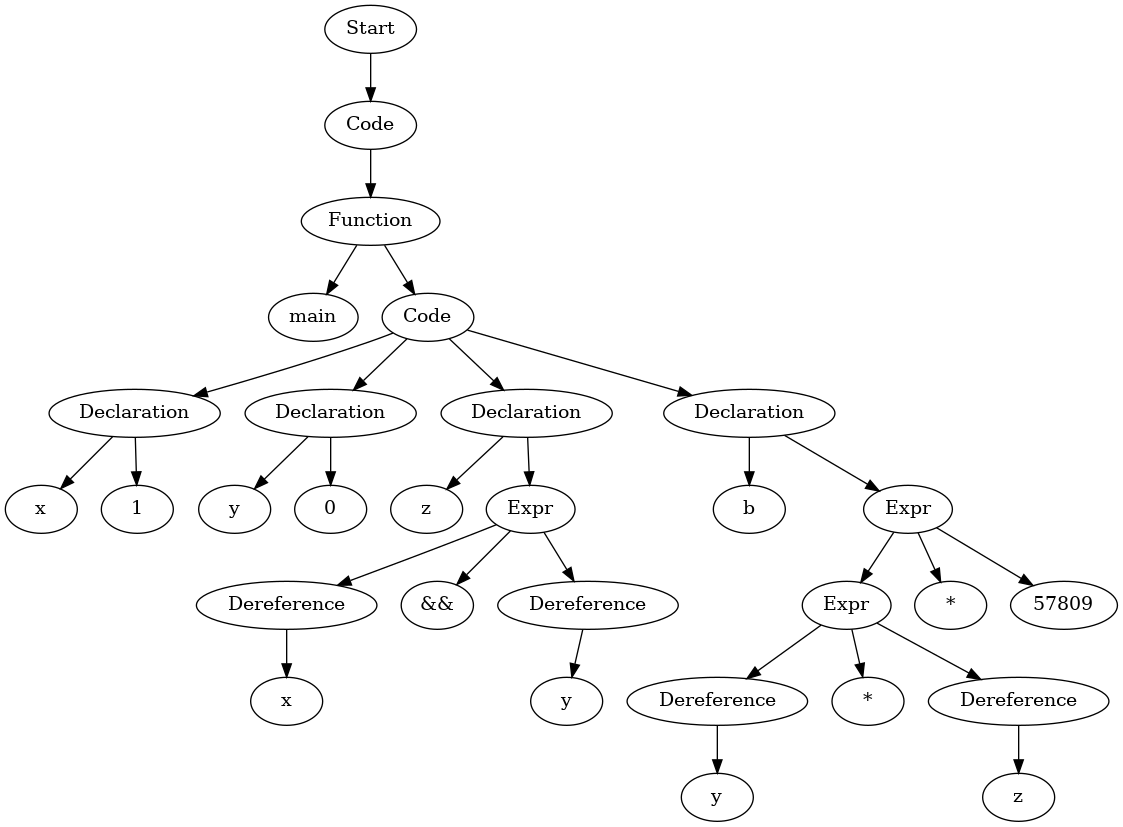 Start
Code
Function
main
Code
Declaration
Declaration
Declaration
Declaration
x
1
y
0
z
Expr
b
Expr
Dereference
&&
Dereference
Expr
*
57809
x
y
Dereference
*
Dereference
y
z